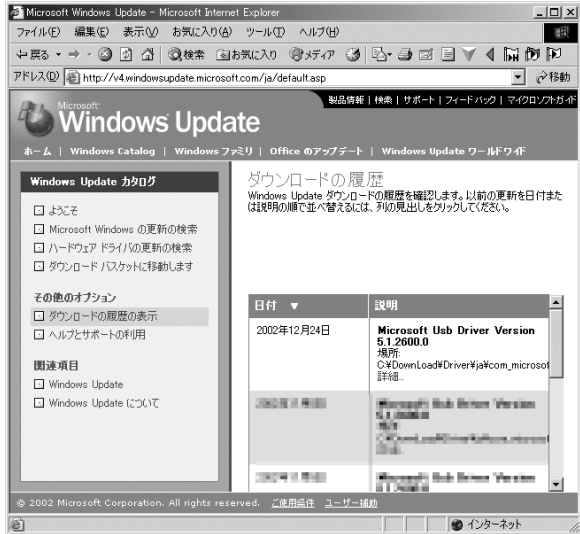 Microsoft Windows Update - Microsoft Internet Explorer
ファイル(F) 編集(E) 表示(V) お気に入り(A) ツール(T) ヘルプ(H)
戻る 検索 お気に入り メディア
アドレス(D) http://v4.windowsupdate.microsoft.com/ja/default.asp 移動
製品情報 | 検索 | サポート | フィードバック | マイクロソフトガイド
Microsoft
Windows Update
ホーム | Windows Catalog | Windows ファミリ | Office のアップデート | Windows Update ワールドワイド
Windows Update カタログ
ようこそ
Microsoft Windows の更新の検索
ハードウェア ドライバの更新の検索
ダウンロード バスケットに移動します
その他のオプション
ダウンロードの履歴の表示
ヘルプとサポートの利用
関連項目
Windows Update
Windows Update について
ダウンロードの履歴
Windows Update ダウンロードの履歴を確認します。以前の更新を日付また
は説明の順で並べ替えるには、列の見出しをクリックしてください。
日付 ▼ 説明
2002年12月24日
Microsoft Usb Driver Version
5.1.2600.0
場所:
C:¥DownLoad¥Driver¥ja¥com_microsof
詳細...
© 2002 Microsoft Corporation. All rights reserved. ご使用条件 ユーザー補助
インターネット